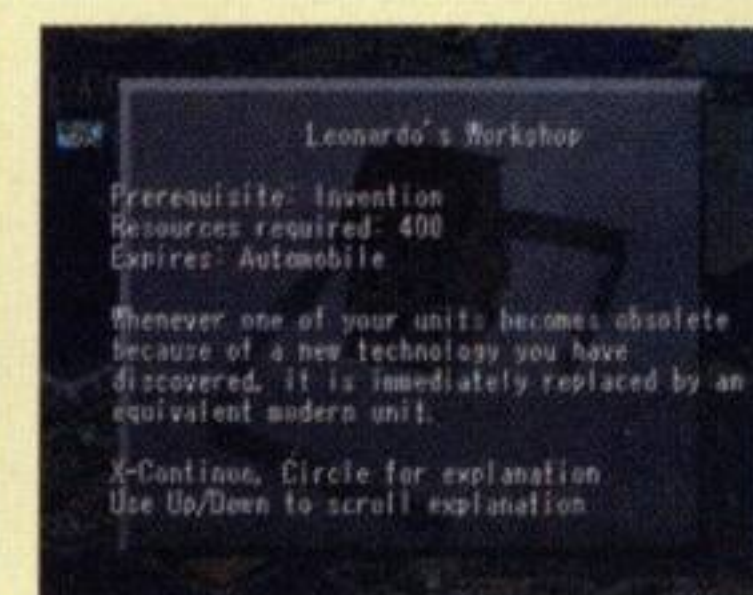 Leonardo's Workshop
Prerequisite: Invention
Resources required: 400
Expires: Automobile
Whenever one of your units becomes obsolete
because of a new technology you have
discovered, it is immediately replaced by an
equivalent modern unit.
X-Continue, Circle for explanation
Use Up/Down to scroll explanation